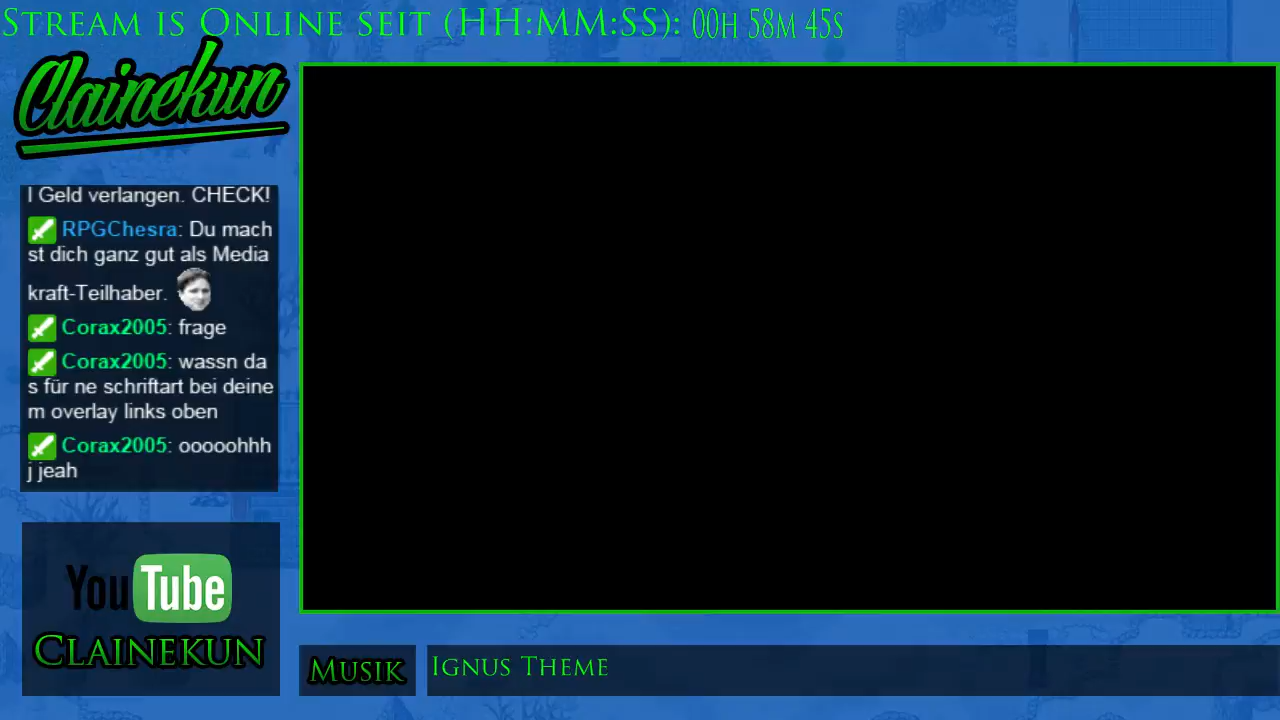 Stream is Online seit (HH:MM:SS): 00h 58m 45s
Clainekun
l Geld verlangen. CHECK!
RPGChesra: Du mach
st dich ganz gut als Media
kraft-Teilhaber.
Corax2005: frage
Corax2005: wassn da
s für ne schriftart bei deine
m overlay links oben
Corax2005: ooooohhh
j jeah
YouTube
Clainekun
Musik
Ignus Theme